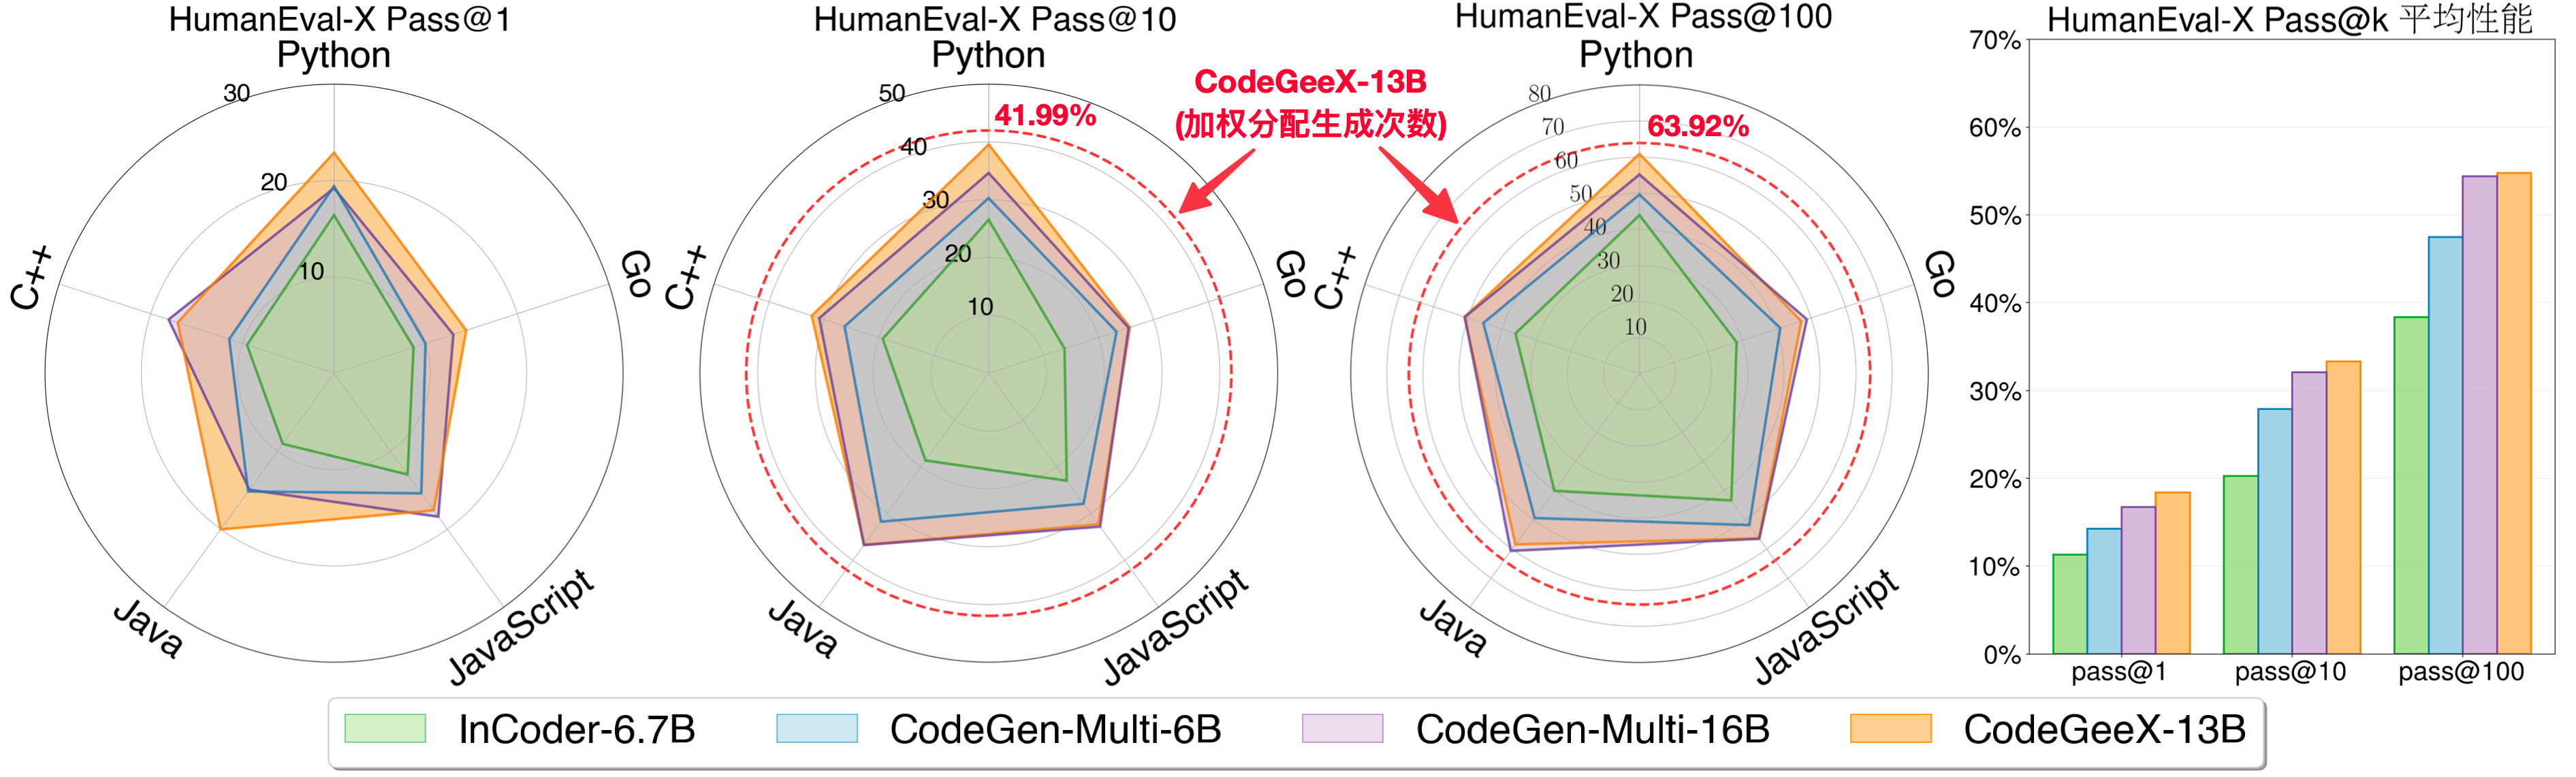 HumanEval-X Pass@1
Python
30
20
10
C++
Go
Java
JavaScript
HumanEval-X Pass@10
Python
50
41.99%
40
30
20
10
C++
Go
Java
JavaScript
CodeGeeX-13B
(加权分配生成次数)
HumanEval-X Pass@100
Python
80
70
63.92%
60
50
40
30
20
10
C++
Go
Java
JavaScript
HumanEval-X Pass@k 平均性能
70%
60%
50%
40%
30%
20%
10%
0%
pass@1 pass@10 pass@100
InCoder-6.7B CodeGen-Multi-6B CodeGen-Multi-16B CodeGeeX-13B